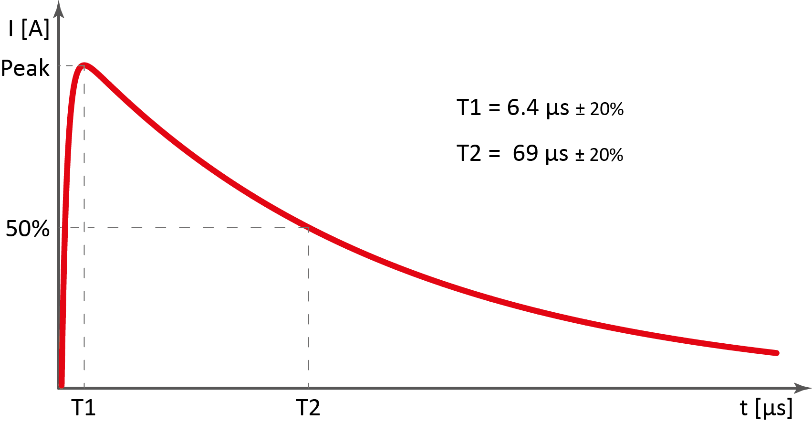 I [A]
Peak
T1 = 6.4 µs ± 20%
T2 = 69 µs ± 20%
50%
T1
T2
t [µs]